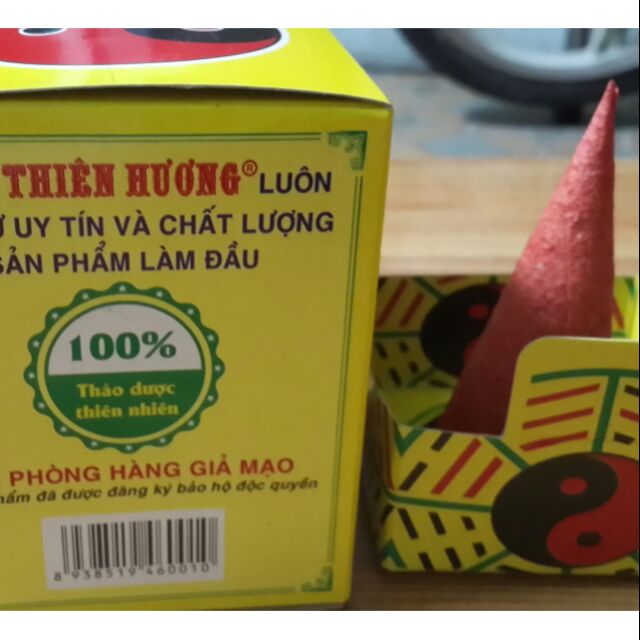 THIÊN HƯƠNG® LUÔN
UY TÍN VÀ CHẤT LƯỢNG
SẢN PHẨM LÀM ĐẦU
100%
Thảo dược
thiên nhiên
PHÒNG HÀNG GIẢ MẠO
đã được đăng ký bảo hộ độc quyền
8 938519 460010